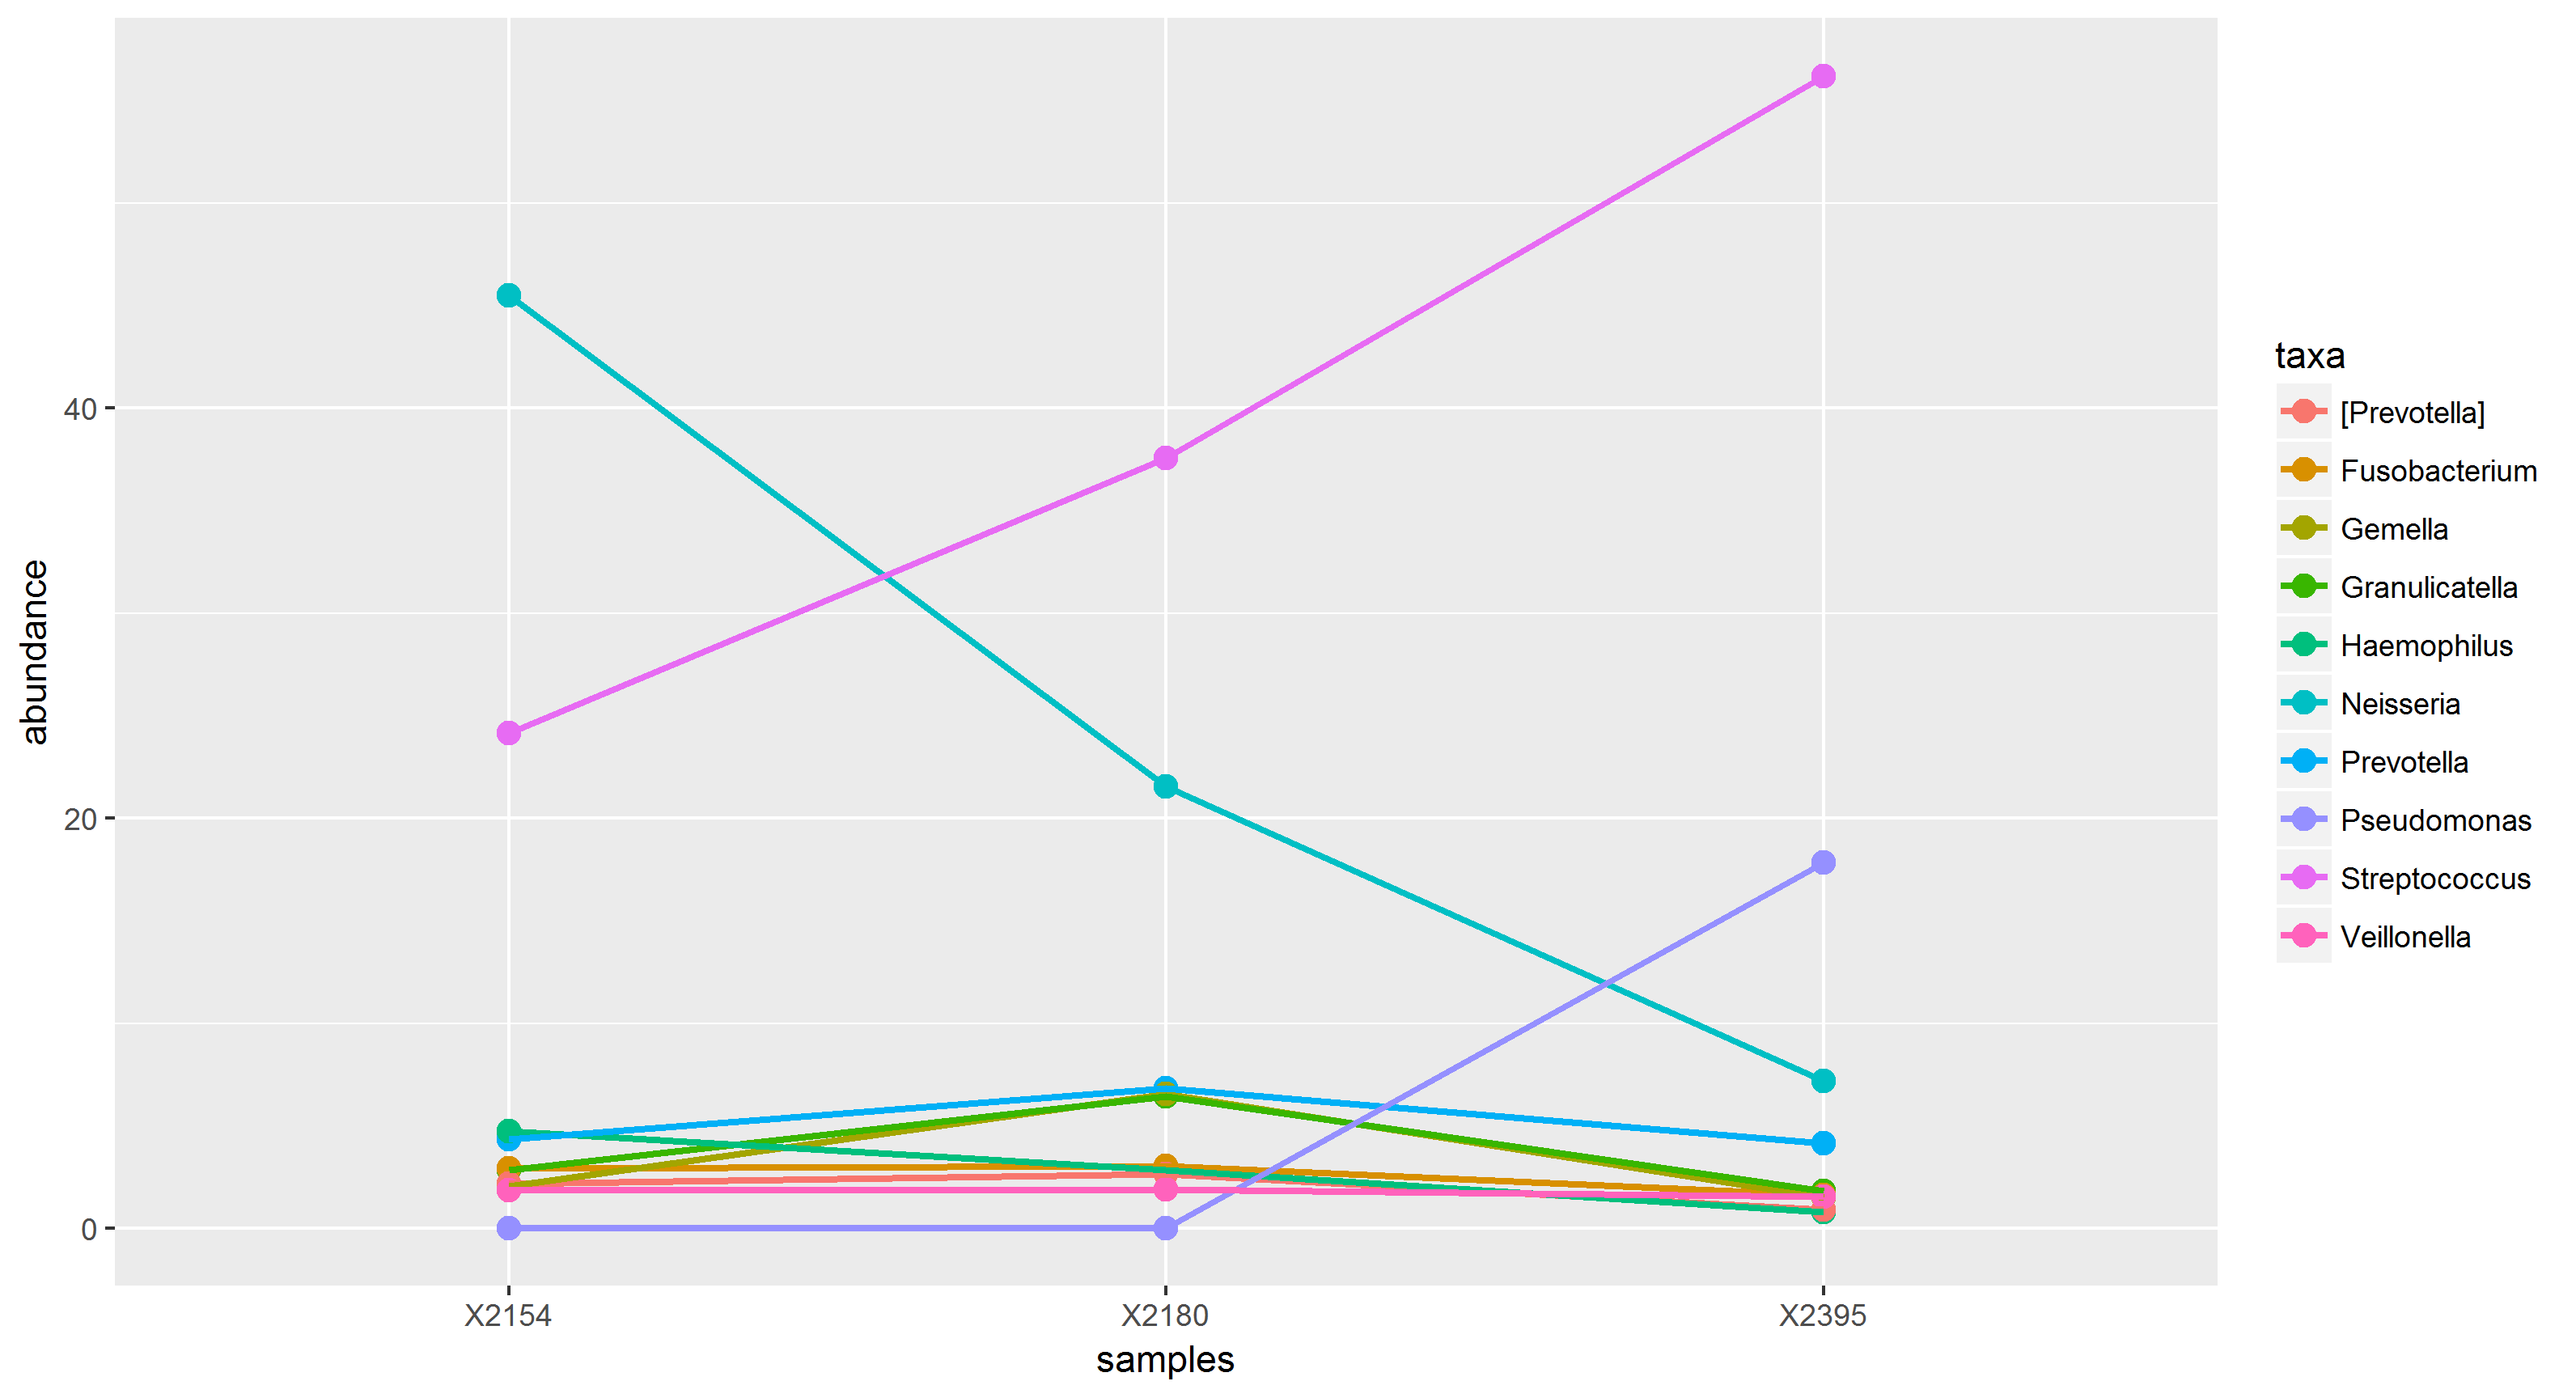 abundance
40
20
0
X2154
X2180
X2395
samples
taxa
[Prevotella]
Fusobacterium
Gemella
Granulicatella
Haemophilus
Neisseria
Prevotella
Pseudomonas
Streptococcus
Veillonella